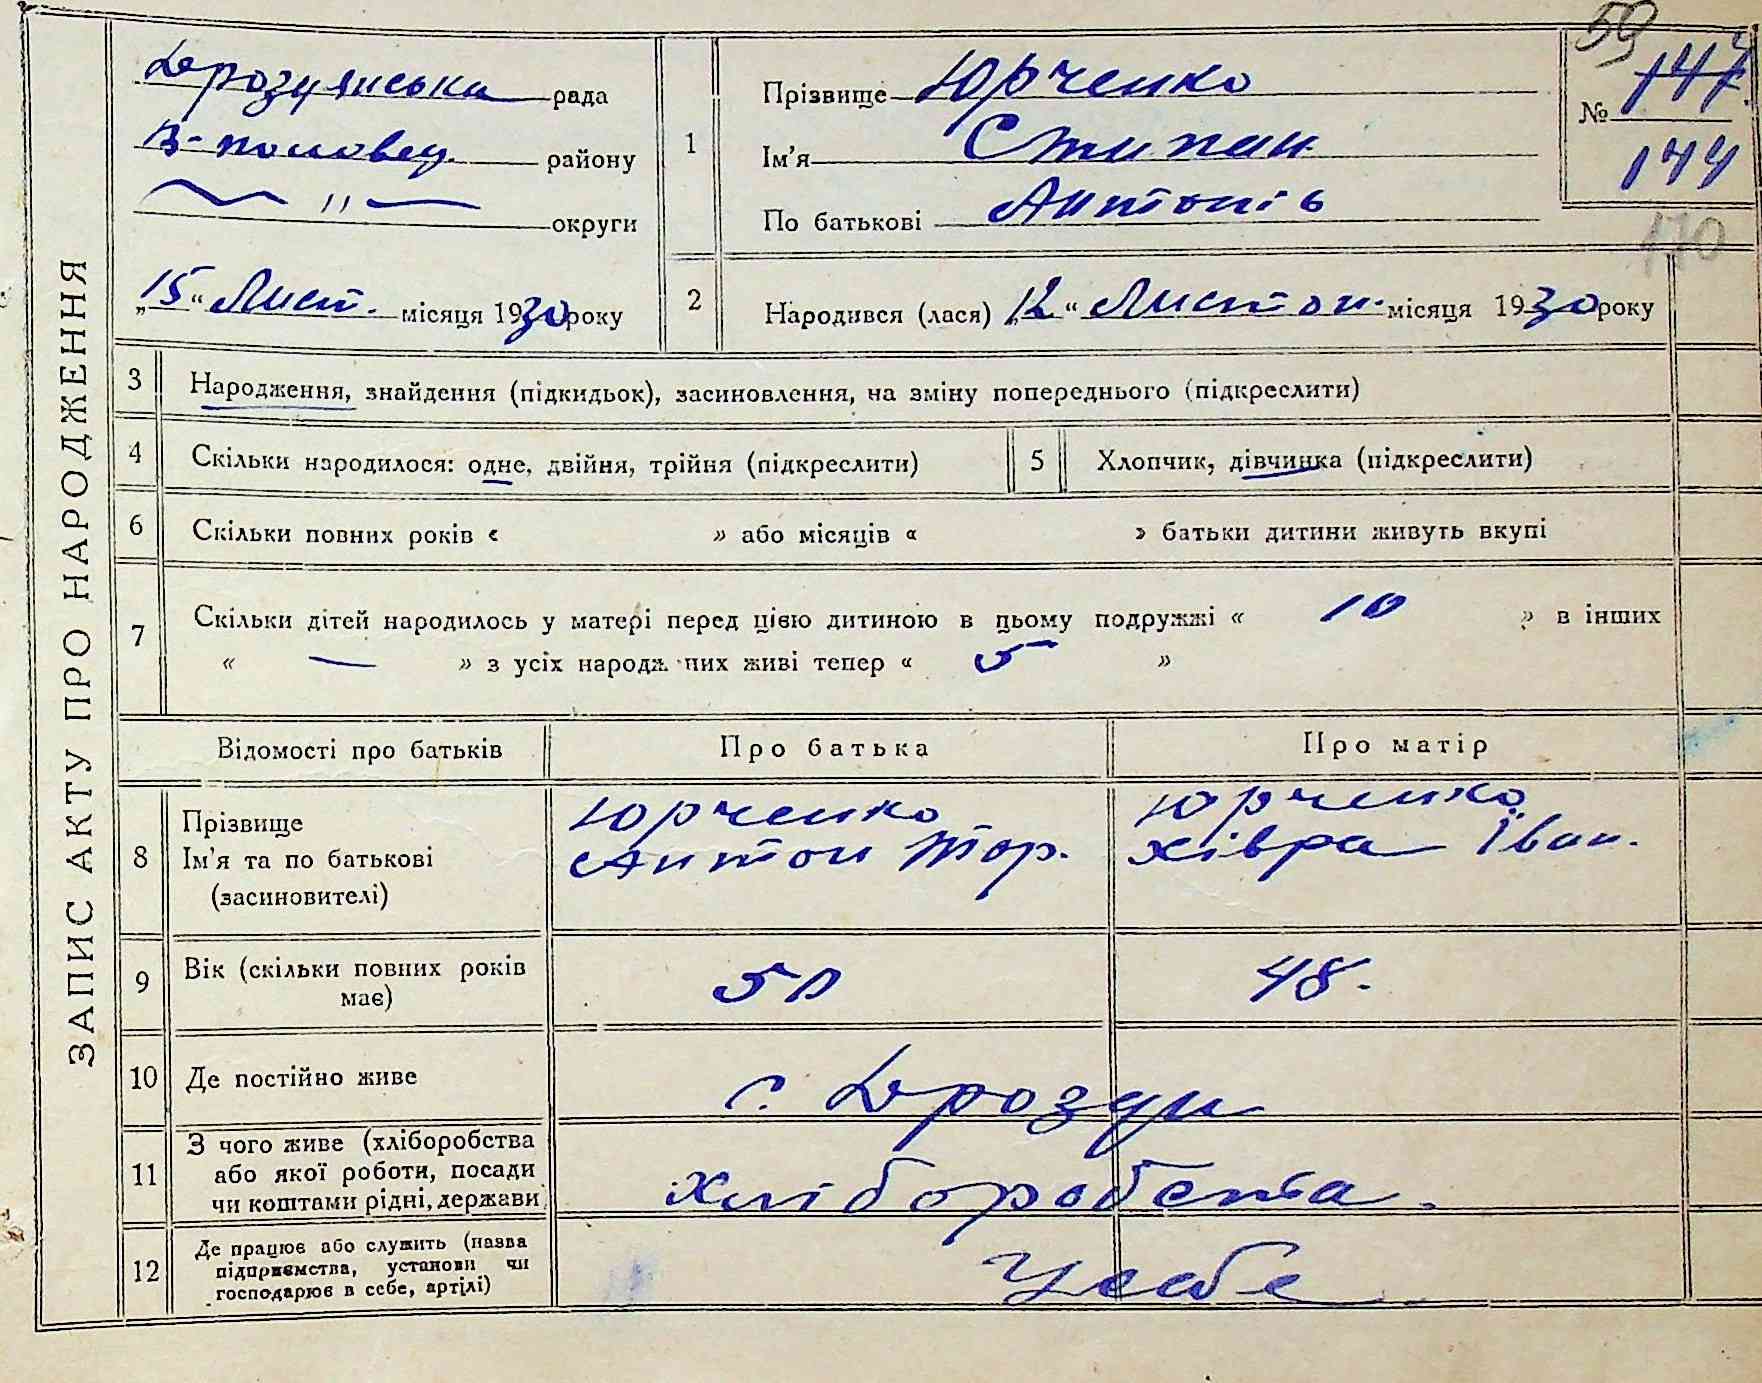 ЗАПИС АКТУ ПРО НАРОДЖЕННЯ
59
Дроздянська рада
В-половец. районy
〃 округи
„15“ Лист. місяця 1930 року
1
Прізвище Юрченко
Ім'я Степан
По батькові Антонів
№ 147
144
170
2
Народився (лася) „12“ Листоп. місяця 1930 року
3 Народження, знайдення (підкидьок), засиновлення, на зміну попереднього (підкреслити)
4 Скільки народилося: одне, двійня, трійня (підкреслити)
5 Хлопчик, дівчинка (підкреслити)
6 Скільки повних років « » або місяців « » батьки дитини живуть вкупі
7 Скільки дітей народилось у матері перед цією дитиною в цьому подружжі « 10 » в інших
« — » з усіх народж них живі тепер « 5 »
Відомості про батьків Про батька Про матір
8 Прізвище Юрченко Юрченко
Ім'я та по батькові Антон Тор. Хівра Іван.
(засиновителі)
9 Вік (скільки повних років 50 48.
має)
10 Де постійно живе с. Дрозди
11 З чого живе (хліборобства
або якої роботи, посади
чи коштами рідні, держави
хліборобства.
12 Де працює або служить (назва
підприємства, установи чи
господарює в себе, артілі)
У себе